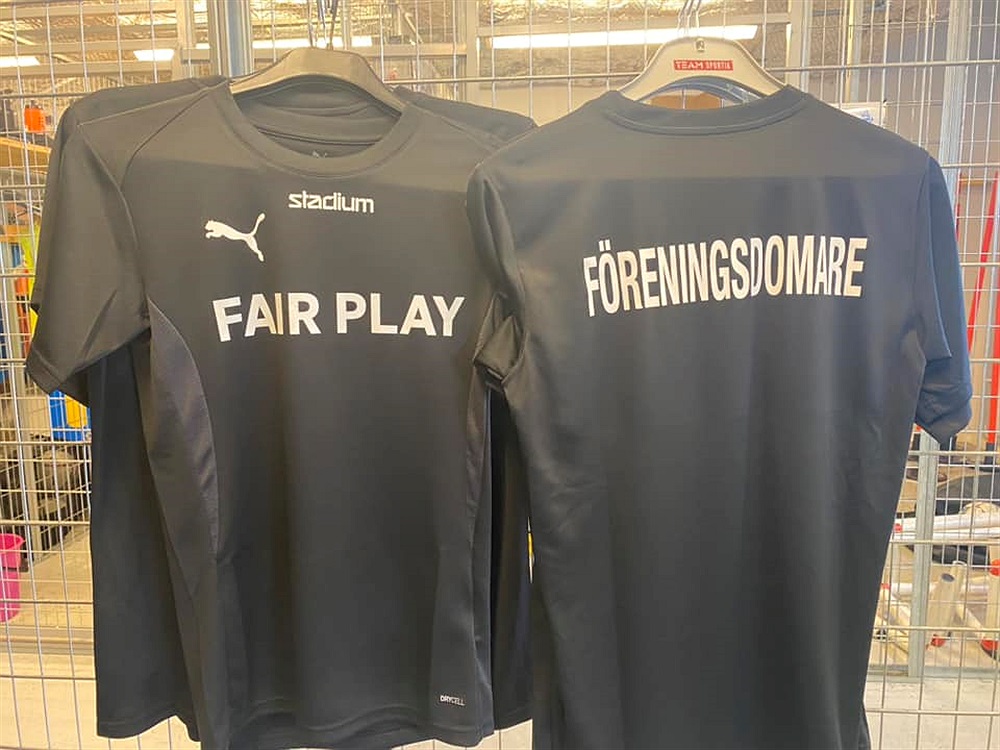 stadium
FAIR PLAY
DRYCELL
TEAM SPORTIA
FÖRENINGSDOMARE